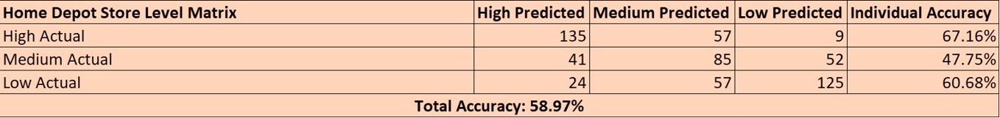 Home Depot Store Level Matrix High Predicted Medium Predicted Low Predicted Individual Accuracy
High Actual 135 57 9 67.16%
Medium Actual 41 85 52 47.75%
Low Actual 24 57 125 60.68%
Total Accuracy: 58.97%